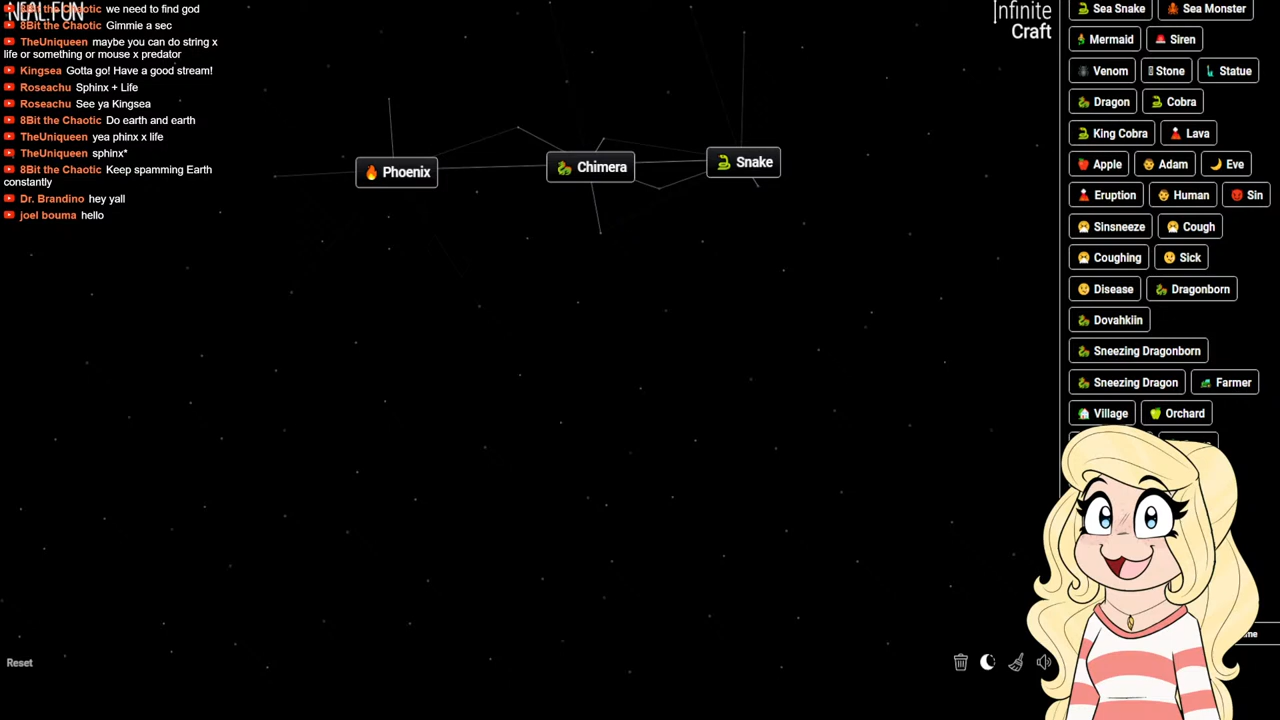 NEAL.FUN
8Bit the Chaotic we need to find god
8Bit the Chaotic Gimmie a sec
TheUniqueen maybe you can do string x
life or something or mouse x predator
Kingsea Gotta go! Have a good stream!
Roseachu Sphinx + Life
Roseachu See ya Kingsea
8Bit the Chaotic Do earth and earth
TheUniqueen yea phinx x life
TheUniqueen sphinx*
8Bit the Chaotic Keep spamming Earth
constantly
Dr. Brandino hey yall
joel bouma hello
Phoenix
Chimera
Snake
Infinite
Craft
Sea Snake Sea Monster
Mermaid Siren
Venom Stone Statue
Dragon Cobra
King Cobra Lava
Apple Adam Eve
Eruption Human Sin
Sinsneeze Cough
Coughing Sick
Disease Dragonborn
Dovahkiin
Sneezing Dragonborn
Sneezing Dragon Farmer
Village Orchard
Reset